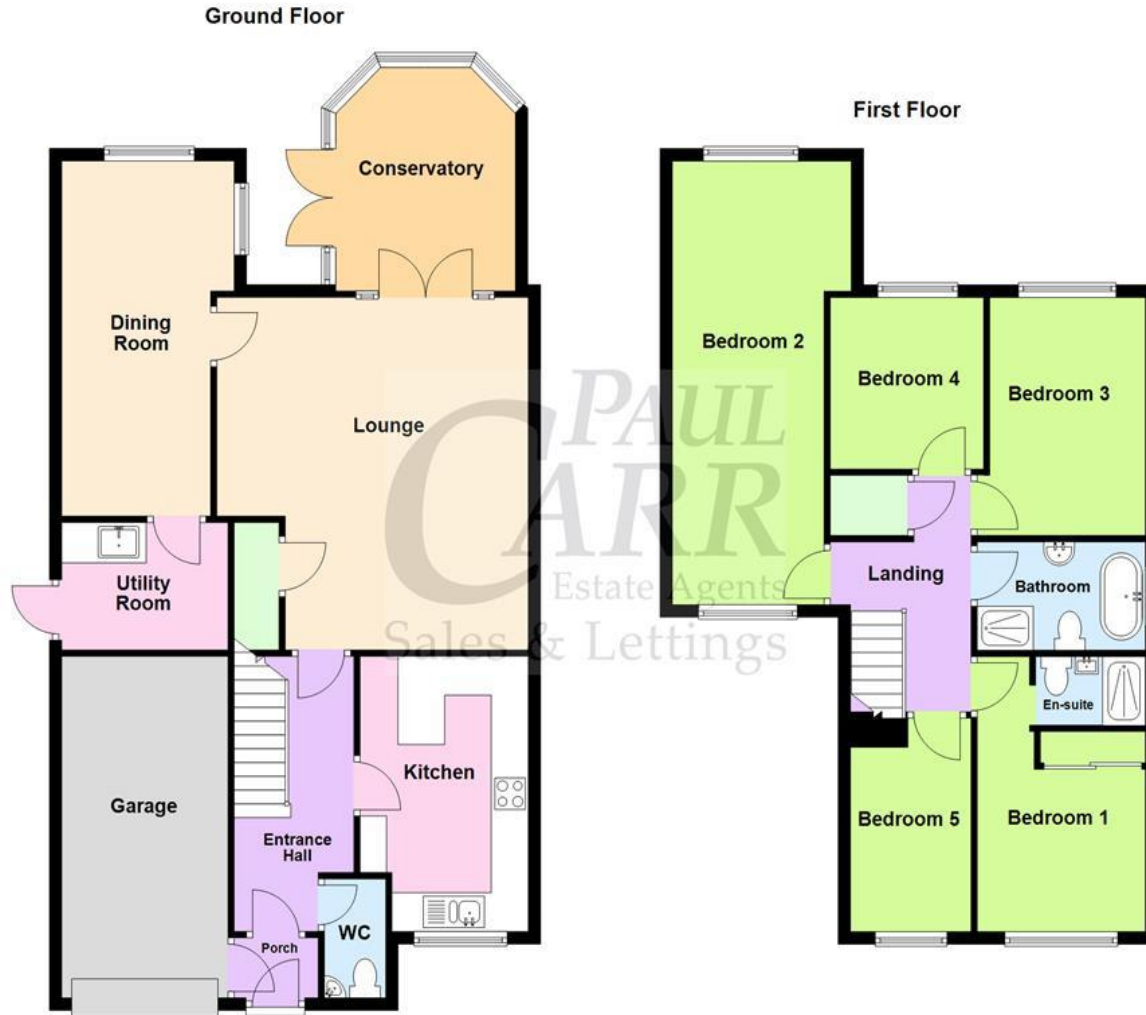 Ground Floor
Conservatory
Dining
Room
Lounge
Utility
Room
Kitchen
Garage
Entrance
Hall
Porch
WC
First Floor
Bedroom 2
Bedroom 4
Bedroom 3
Landing
Bathroom
En-suite
Bedroom 5
Bedroom 1
PAUL
CARR
Estate Agents
Sales & Lettings